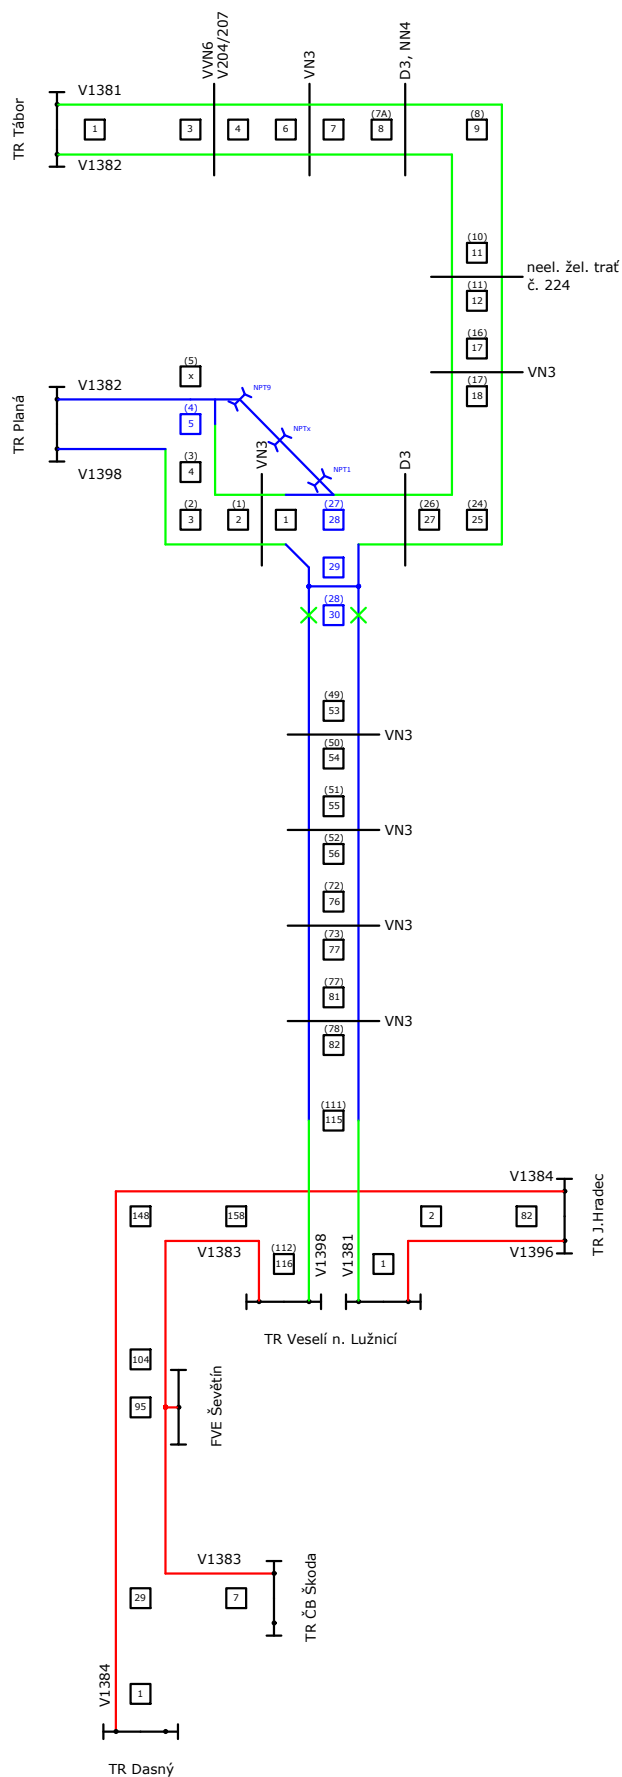 VVN6
V204/207
VN3
D3, NN4
TR Tábor
V1381
1
3
4
6
7
(7A)
8
(8)
9
V1382
(10)
11
neel. žel. trať
č. 224
(11)
12
(16)
17
VN3
(17)
18
TR Planá
V1382
(5)
x
NPT9
(4)
5
NPTx
V1398
(3)
4
VN3
NPT1
D3
(2)
3
(1)
2
1
(27)
28
(26)
27
(24)
25
29
(28)
30
(49)
53
VN3
(50)
54
(51)
55
VN3
(52)
56
(72)
76
VN3
(73)
77
(77)
81
VN3
(78)
82
(111)
115
V1384
TR J.Hradec
148
158
2
82
V1383
(112)
116
V1398
V1381
1
V1396
TR Veselí n. Lužnicí
104
95
FVE Ševětín
V1383
29
7
TR ČB Škoda
V1384
1
TR Dasný